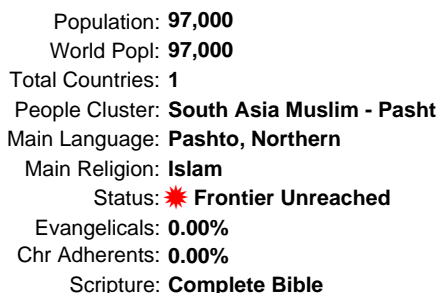 Population: 97,000
World Popl: 97,000
Total Countries: 1
People Cluster: South Asia Muslim - Pasht
Main Language: Pashto, Northern
Main Religion: Islam
Status: Frontier Unreached
Evangelicals: 0.00%
Chr Adherents: 0.00%
Scripture: Complete Bible